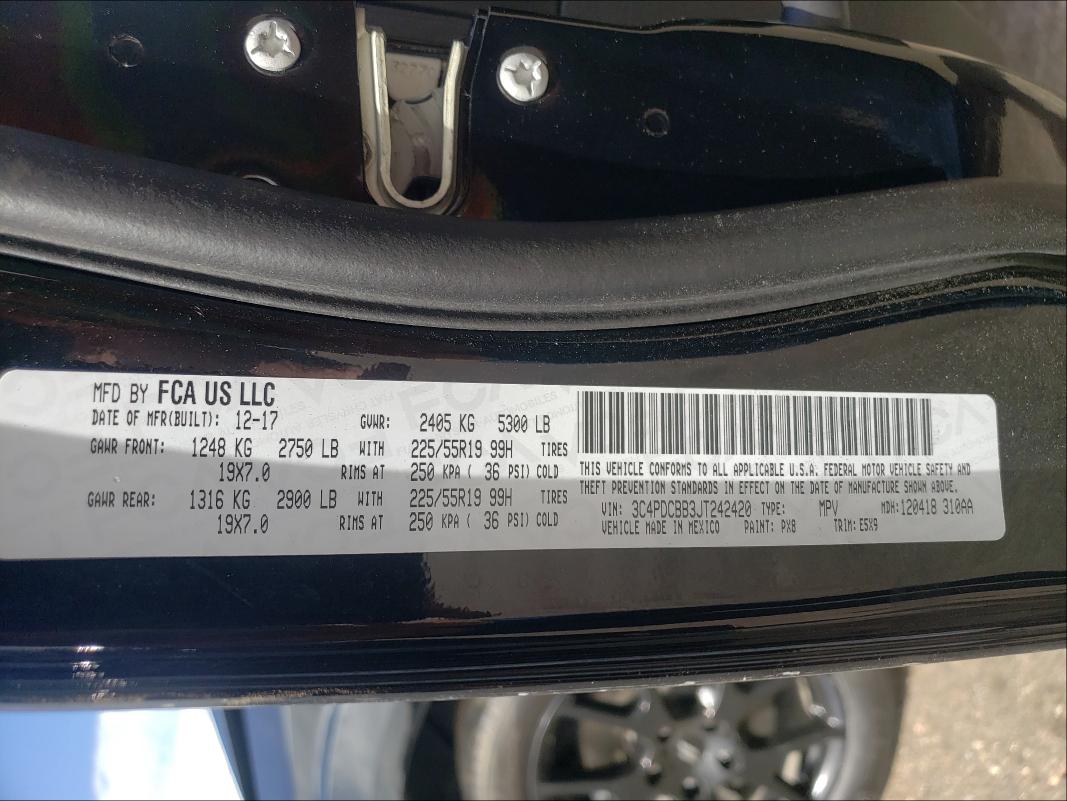 MFD BY FCA US LLC
DATE OF MFR(BUILT): 12-17 GVWR: 2405 KG 5300 LB
GAWR FRONT: 1248 KG 2750 LB WITH 225/55R19 99H TIRES
19X7.0 RIMS AT 250 KPA ( 36 PSI) COLD
GAWR REAR: 1316 KG 2900 LB WITH 225/55R19 99H TIRES
19X7.0 RIMS AT 250 KPA ( 36 PSI) COLD
THIS VEHICLE CONFORMS TO ALL APPLICABLE U.S.A. FEDERAL MOTOR VEHICLE SAFETY AND
THEFT PREVENTION STANDARDS IN EFFECT ON THE DATE OF MANUFACTURE SHOWN ABOVE.
VIN: 3C4PDCBB3JT242420 TYPE: MPV MDH: 120418 310AA
VEHICLE MADE IN MEXICO PAINT: PX8 TRIM: E5X9